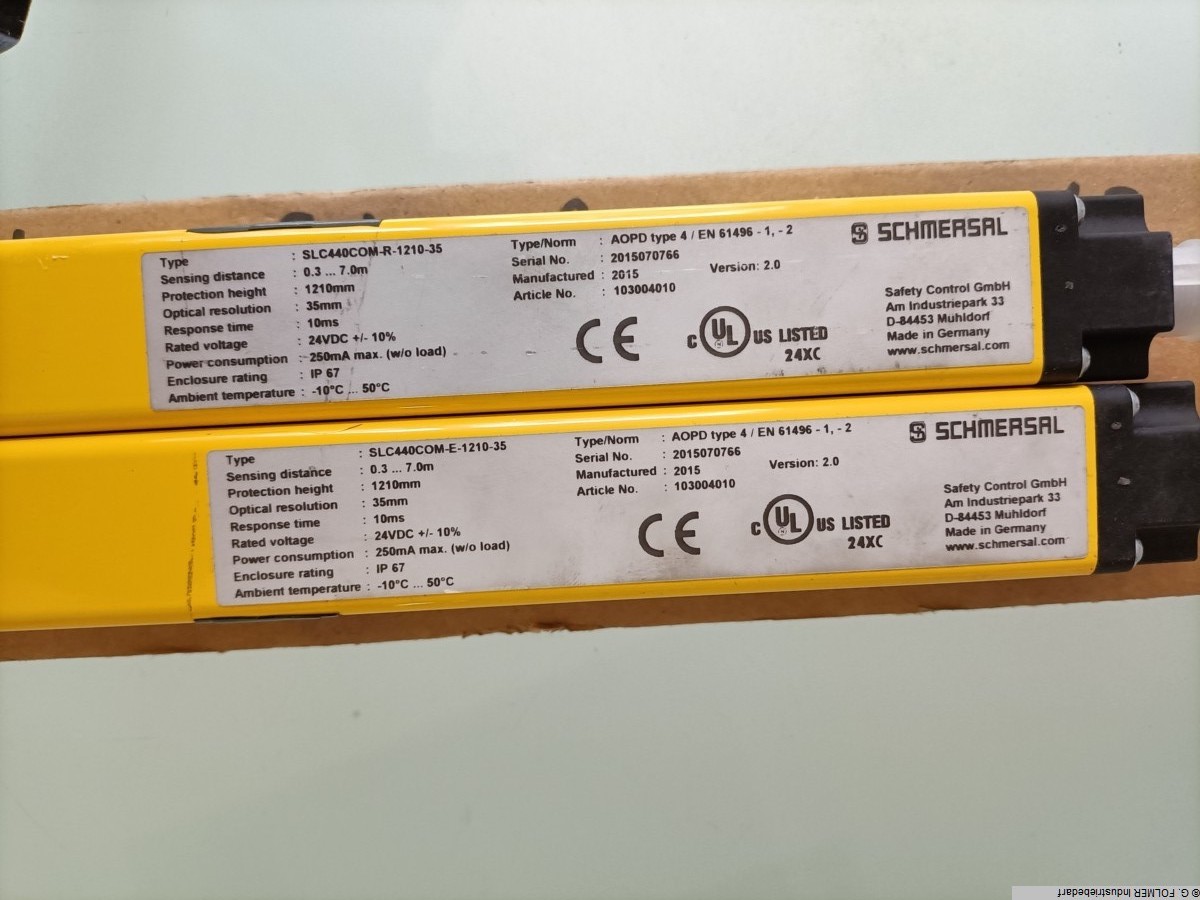 Type : SLC440COM-R-1210-35
Sensing distance : 0.3 ... 7.0m
Protection height : 1210mm
Optical resolution : 35mm
Response time : 10ms
Rated voltage : 24VDC +/- 10%
Power consumption : 250mA max. (w/o load)
Enclosure rating : IP 67
Ambient temperature : -10°C ... 50°C
Type/Norm : AOPD type 4 / EN 61496 - 1, - 2
Serial No. : 2015070766
Manufactured : 2015 Version: 2.0
Article No. : 103004010
CE
C UL US LISTED
24XC
SCHMERSAL
Safety Control GmbH
Am Industriepark 33
D-84453 Muhldorf
Made in Germany
www.schmersal.com
Type : SLC440COM-E-1210-35
Sensing distance : 0.3 ... 7.0m
Protection height : 1210mm
Optical resolution : 35mm
Response time : 10ms
Rated voltage : 24VDC +/- 10%
Power consumption : 250mA max. (w/o load)
Enclosure rating : IP 67
Ambient temperature : -10°C ... 50°C
Type/Norm : AOPD type 4 / EN 61496 - 1, - 2
Serial No. : 2015070766
Manufactured : 2015 Version: 2.0
Article No. : 103004010
CE
C UL US LISTED
24XC
SCHMERSAL
Safety Control GmbH
Am Industriepark 33
D-84453 Muhldorf
Made in Germany
www.schmersal.com
© G. FOLMER Industriebedarf